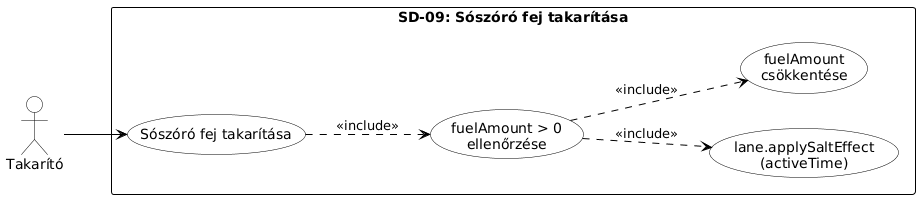 SD-09: Sószóró fej takarítása
fuelAmount
csökkentése
«include»
«include»
Sószóró fej takarítása
fuelAmount > 0
ellenőrzése
«include»
lane.applySaltEffect
(activeTime)
Takarító